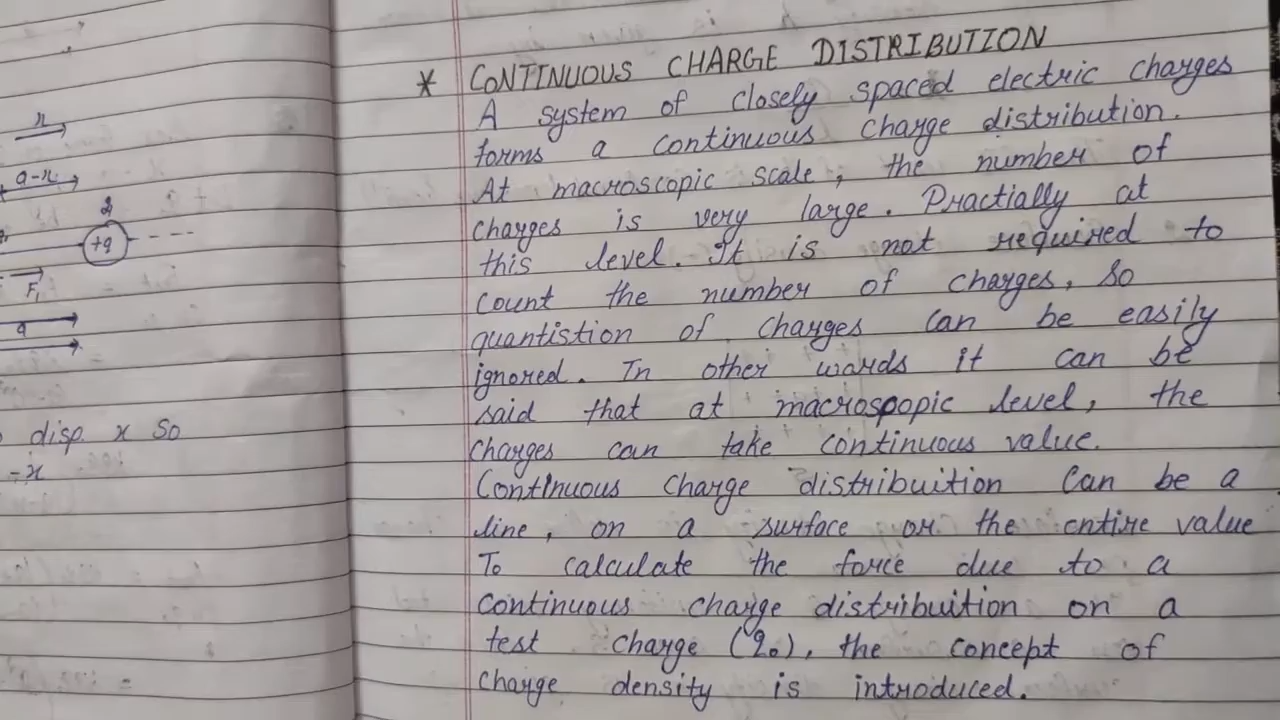 x
a-x
2
+q
F₁
a
disp. x so
-x
* CONTINUOUS CHARGE DISTRIBUTION
A system of closely spaced electric charges
forms a continuous charge distribution.
At macroscopic scale, the number of
charges is very large. Practially at
this level. It is not required to
count the number of charges, so
quantistion of charges can be easily
ignored. In other wards it can be
said that at macrospopic level, the
charges can take continuous value.
Continuous charge distribuition can be a
line, on a surface or the entire value
To calculate the force due to a
continuous charge distribuition on a
test charge (q₀), the concept of
charge density is introduced.